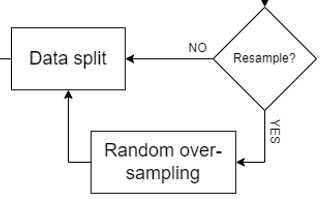 Data split
NO
Resample?
YES
Random over-
sampling